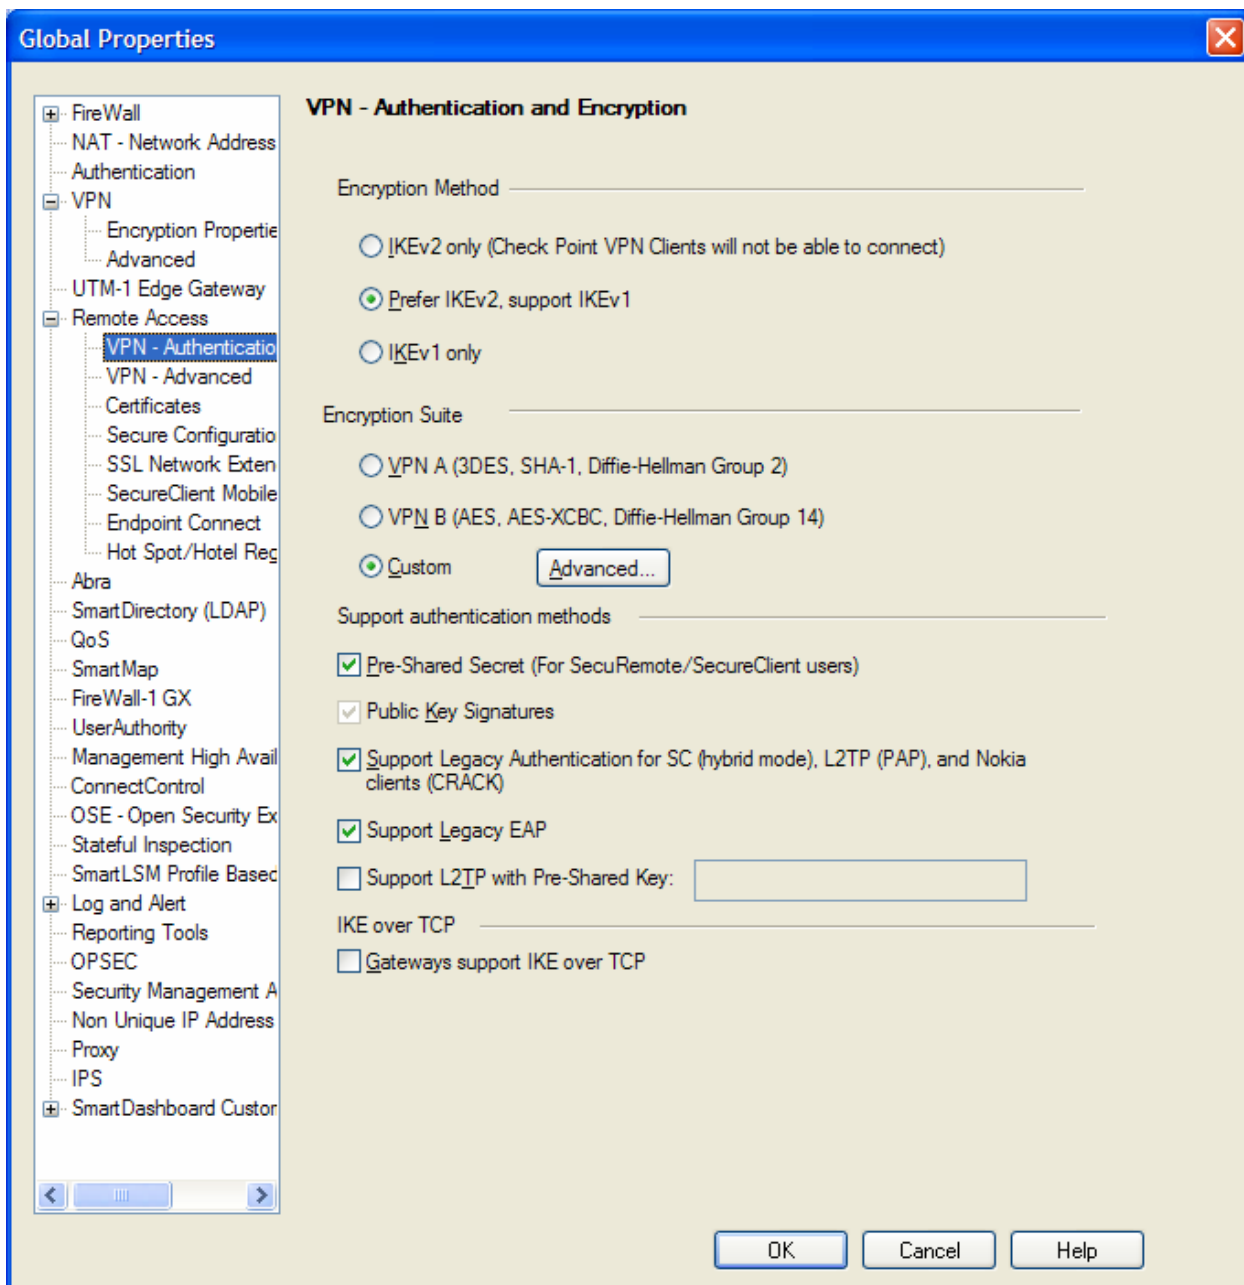 Global Properties
FireWall
NAT - Network Address
Authentication
VPN
Encryption Propertie
Advanced
UTM-1 Edge Gateway
Remote Access
VPN - Authenticatio
VPN - Advanced
Certificates
Secure Configuratio
SSL Network Exten
SecureClient Mobile
Endpoint Connect
Hot Spot/Hotel Reg
Abra
SmartDirectory (LDAP)
QoS
SmartMap
FireWall-1 GX
UserAuthority
Management High Avail
ConnectControl
OSE - Open Security Ex
Stateful Inspection
SmartLSM Profile Based
Log and Alert
Reporting Tools
OPSEC
Security Management A
Non Unique IP Address
Proxy
IPS
SmartDashboard Custor
VPN - Authentication and Encryption
Encryption Method
IKEv2 only (Check Point VPN Clients will not be able to connect)
Prefer IKEv2, support IKEv1
IKEv1 only
Encryption Suite
VPN A (3DES, SHA-1, Diffie-Hellman Group 2)
VPN B (AES, AES-XCBC, Diffie-Hellman Group 14)
Custom Advanced...
Support authentication methods
Pre-Shared Secret (For SecuRemote/SecureClient users)
Public Key Signatures
Support Legacy Authentication for SC (hybrid mode), L2TP (PAP), and Nokia
clients (CRACK)
Support Legacy EAP
Support L2TP with Pre-Shared Key:
IKE over TCP
Gateways support IKE over TCP
OK Cancel Help